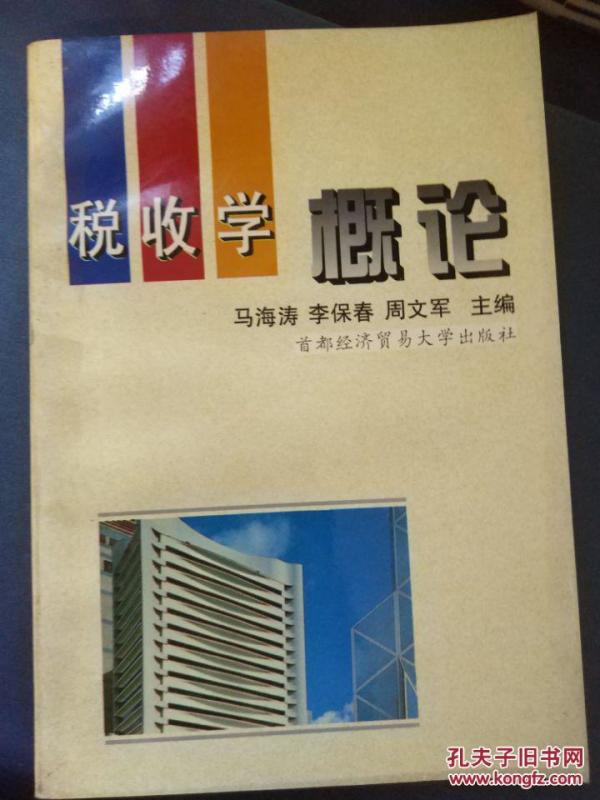 税收学 概论
马海涛 李保春 周文军 主编
首都经济贸易大学出版社
孔夫子旧书网
www.kongfz.com